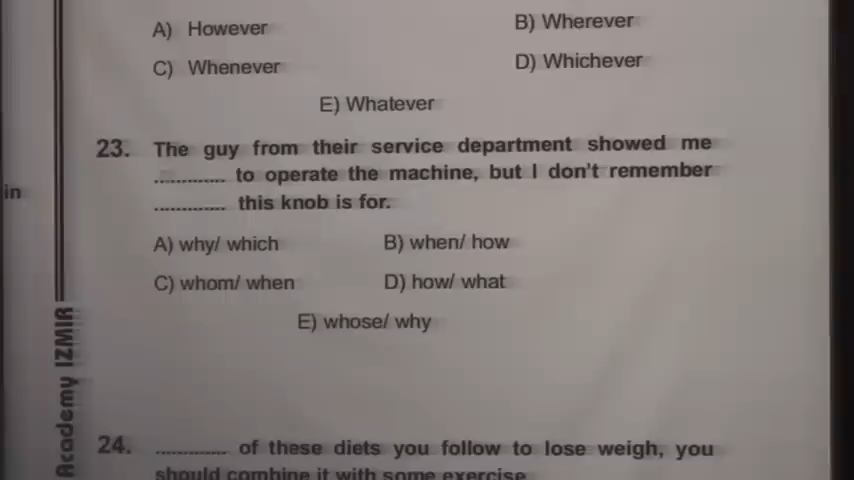 A) However
B) Wherever
C) Whenever
D) Whichever
E) Whatever
in
23. The guy from their service department showed me
............. to operate the machine, but I don't remember
............. this knob is for.
A) why/ which
B) when/ how
C) whom/ when
D) how/ what
E) whose/ why
Academy IZMIR
24. ............. of these diets you follow to lose weigh, you
should combine it with some exercise